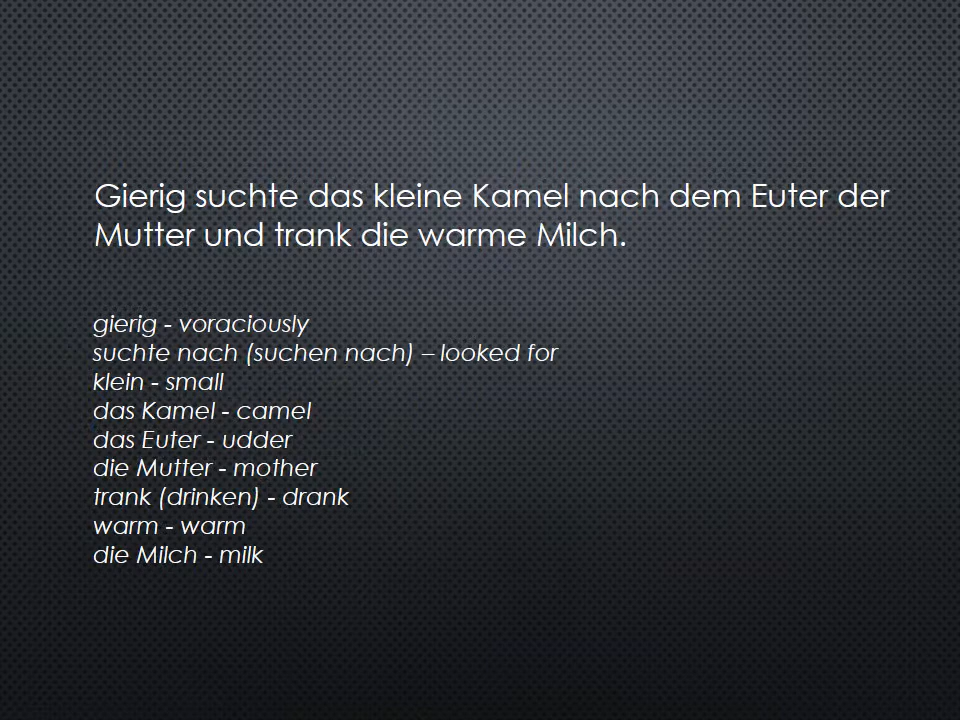 Gierig suchte das kleine Kamel nach dem Euter der
Mutter und trank die warme Milch.
gierig - voraciously
suchte nach (suchen nach) – looked for
klein - small
das Kamel - camel
das Euter - udder
die Mutter - mother
trank (drinken) - drank
warm - warm
die Milch - milk